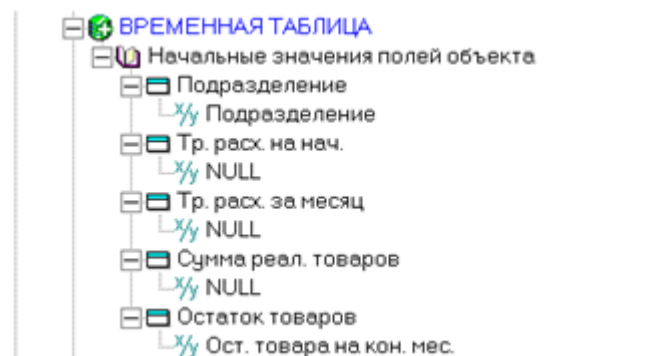 ВРЕМЕННАЯ ТАБЛИЦА
Начальные значения полей объекта
Подразделение
x/y Подразделение
Тр. расх. на нач.
x/y NULL
Тр. расх. за месяц
x/y NULL
Сумма реал. товаров
x/y NULL
Остаток товаров
x/y Ост. товара на кон. мес.